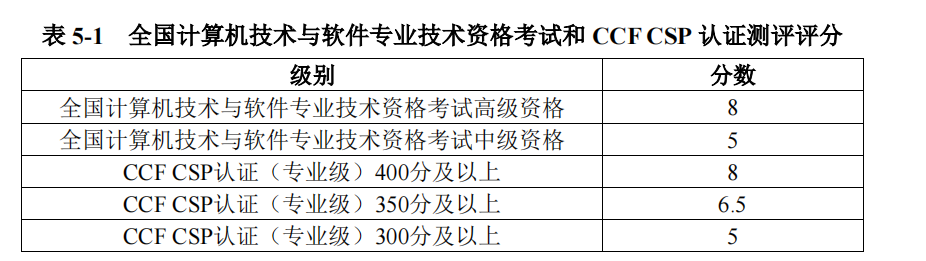 表 5-1 全国计算机技术与软件专业技术资格考试和 CCF CSP 认证测评评分
级别 分数
全国计算机技术与软件专业技术资格考试高级资格 8
全国计算机技术与软件专业技术资格考试中级资格 5
CCF CSP认证（专业级）400分及以上 8
CCF CSP认证（专业级）350分及以上 6.5
CCF CSP认证（专业级）300分及以上 5